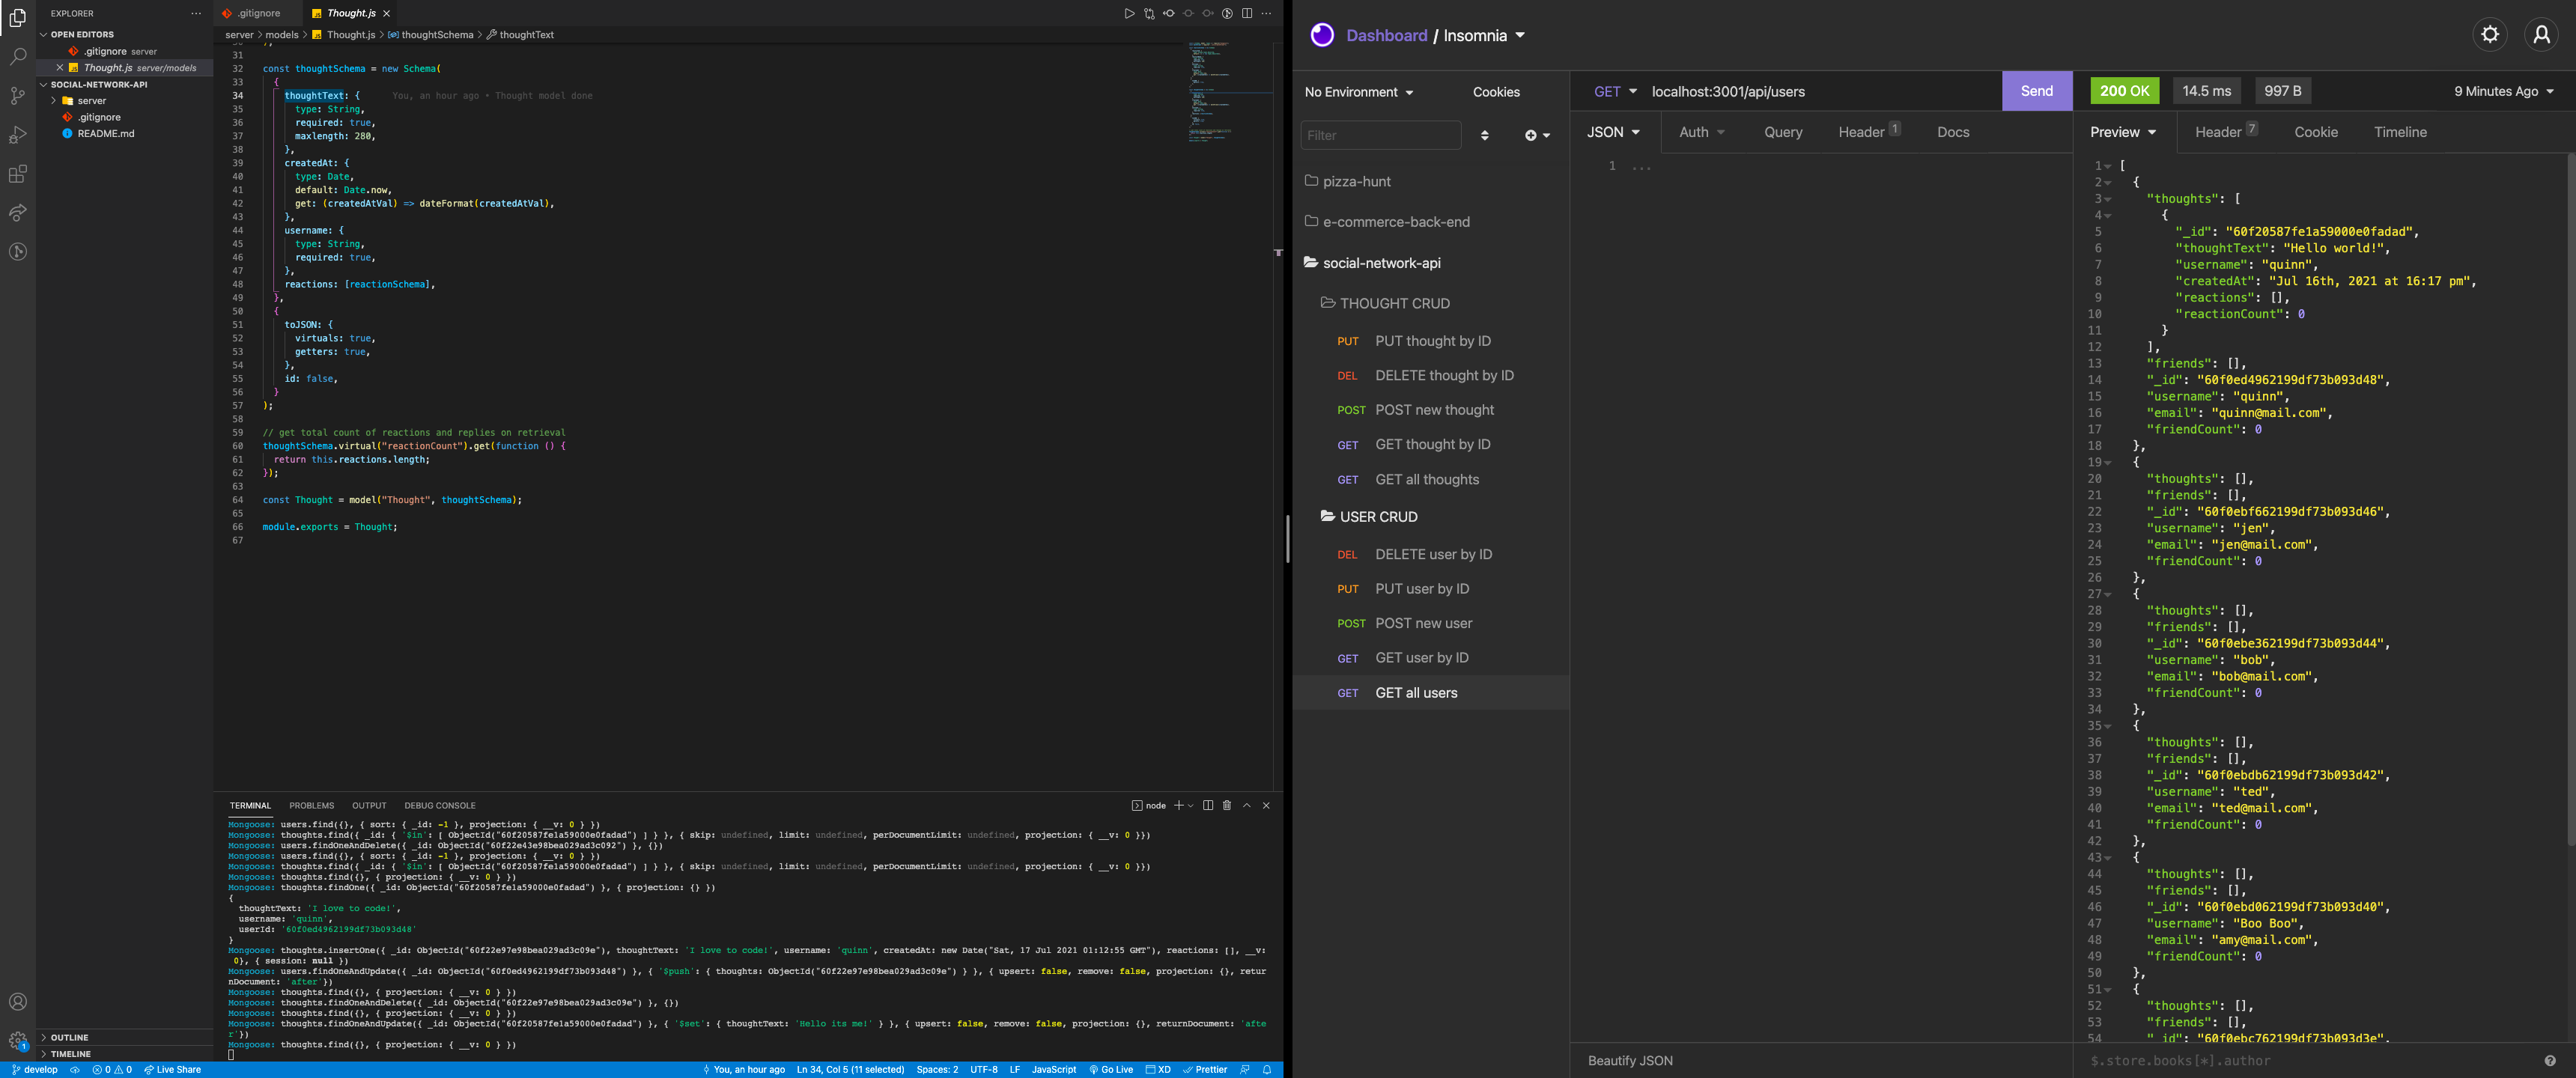 EXPLORER
OPEN EDITORS
.gitignore server
Thought.js server/models
SOCIAL-NETWORK-API
server
.gitignore
README.md
OUTLINE
TIMELINE
.gitignore
Thought.js
server > models > Thought.js > thoughtSchema > thoughtText
31
32 const thoughtSchema = new Schema(
33 {
34 thoughtText: { You, an hour ago • Thought model done
35 type: String,
36 required: true,
37 maxlength: 280,
38 },
39 createdAt: {
40 type: Date,
41 default: Date.now,
42 get: (createdAtVal) => dateFormat(createdAtVal),
43 },
44 username: {
45 type: String,
46 required: true,
47 },
48 reactions: [reactionSchema],
49 },
50 {
51 toJSON: {
52 virtuals: true,
53 getters: true,
54 },
55 id: false,
56 }
57 );
58
59 // get total count of reactions and replies on retrieval
60 thoughtSchema.virtual("reactionCount").get(function () {
61 return this.reactions.length;
62 });
63
64 const Thought = model("Thought", thoughtSchema);
65
66 module.exports = Thought;
67
TERMINAL PROBLEMS OUTPUT DEBUG CONSOLE
node
Mongoose: users.find({}, { sort: { _id: -1 }, projection: { __v: 0 } })
Mongoose: thoughts.find({ _id: { '$in': [ ObjectId("60f20587fe1a59000e0fadad") ] } }, { skip: undefined, limit: undefined, perDocumentLimit: undefined, projection: { __v: 0 }})
Mongoose: users.findOneAndDelete({ _id: ObjectId("60f22e43e98bea029ad3c092") }, {})
Mongoose: users.find({}, { sort: { _id: -1 }, projection: { __v: 0 } })
Mongoose: thoughts.find({ _id: { '$in': [ ObjectId("60f20587fe1a59000e0fadad") ] } }, { skip: undefined, limit: undefined, perDocumentLimit: undefined, projection: { __v: 0 }})
Mongoose: thoughts.find({}, { projection: { __v: 0 } })
Mongoose: thoughts.findOne({ _id: ObjectId("60f20587fe1a59000e0fadad") }, { projection: {} })
{
thoughtText: 'I love to code!',
username: 'quinn',
userId: '60f0ed4962199df73b093d48'
}
Mongoose: thoughts.insertOne({ _id: ObjectId("60f22e97e98bea029ad3c09e"), thoughtText: 'I love to code!', username: 'quinn', createdAt: new Date("Sat, 17 Jul 2021 01:12:55 GMT"), reactions: [], __v:
0}, { session: null })
Mongoose: users.findOneAndUpdate({ _id: ObjectId("60f0ed4962199df73b093d48") }, { '$push': { thoughts: ObjectId("60f22e97e98bea029ad3c09e") } }, { upsert: false, remove: false, projection: {}, retur
nDocument: 'after'})
Mongoose: thoughts.find({}, { projection: { __v: 0 } })
Mongoose: thoughts.findOneAndDelete({ _id: ObjectId("60f22e97e98bea029ad3c09e") }, {})
Mongoose: thoughts.find({}, { projection: { __v: 0 } })
Mongoose: thoughts.findOneAndUpdate({ _id: ObjectId("60f20587fe1a59000e0fadad") }, { '$set': { thoughtText: 'Hello its me!' } }, { upsert: false, remove: false, projection: {}, returnDocument: 'afte
r'})
Mongoose: thoughts.find({}, { projection: { __v: 0 } })
1
develop 0 0 Live Share You, an hour ago Ln 34, Col 5 (11 selected) Spaces: 2 UTF-8 LF JavaScript Go Live XD Prettier
Dashboard / Insomnia
No Environment Cookies
Filter
pizza-hunt
e-commerce-back-end
social-network-api
THOUGHT CRUD
PUT PUT thought by ID
DEL DELETE thought by ID
POST POST new thought
GET GET thought by ID
GET GET all thoughts
USER CRUD
DEL DELETE user by ID
PUT PUT user by ID
POST POST new user
GET GET user by ID
GET GET all users
GET localhost:3001/api/users Send
JSON Auth Query Header 1 Docs
1 ...
Beautify JSON
200 OK 14.5 ms 997 B 9 Minutes Ago
Preview Header 7 Cookie Timeline
1 [
2 {
3 "thoughts": [
4 {
5 "_id": "60f20587fe1a59000e0fadad",
6 "thoughtText": "Hello world!",
7 "username": "quinn",
8 "createdAt": "Jul 16th, 2021 at 16:17 pm",
9 "reactions": [],
10 "reactionCount": 0
11 }
12 ],
13 "friends": [],
14 "_id": "60f0ed4962199df73b093d48",
15 "username": "quinn",
16 "email": "quinn@mail.com",
17 "friendCount": 0
18 },
19 {
20 "thoughts": [],
21 "friends": [],
22 "_id": "60f0ebf662199df73b093d46",
23 "username": "jen",
24 "email": "jen@mail.com",
25 "friendCount": 0
26 },
27 {
28 "thoughts": [],
29 "friends": [],
30 "_id": "60f0ebe362199df73b093d44",
31 "username": "bob",
32 "email": "bob@mail.com",
33 "friendCount": 0
34 },
35 {
36 "thoughts": [],
37 "friends": [],
38 "_id": "60f0ebdb62199df73b093d42",
39 "username": "ted",
40 "email": "ted@mail.com",
41 "friendCount": 0
42 },
43 {
44 "thoughts": [],
45 "friends": [],
46 "_id": "60f0ebd062199df73b093d40",
47 "username": "Boo Boo",
48 "email": "amy@mail.com",
49 "friendCount": 0
50 },
51 {
52 "thoughts": [],
53 "friends": [],
54 "_id": "60f0ebc762199df73b093d3e",
$.store.books[*].author